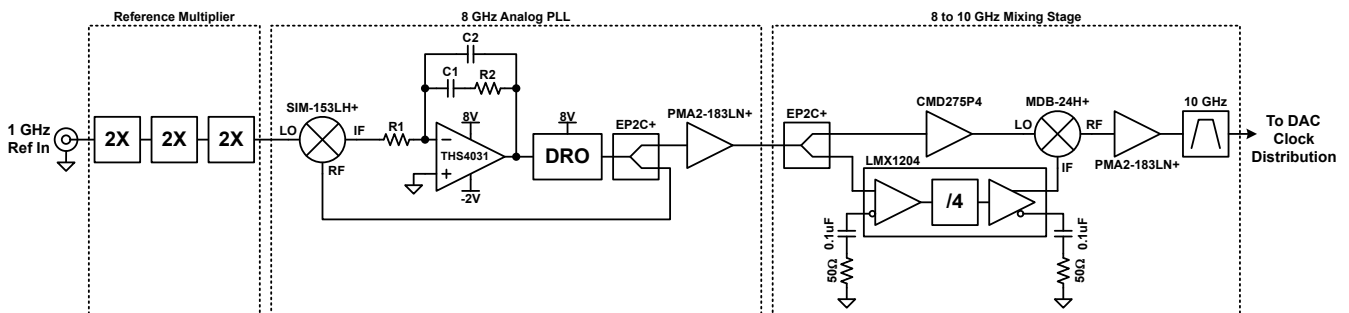 Reference Multiplier
8 GHz Analog PLL
8 to 10 GHz Mixing Stage
1 GHz
Ref In
2X
2X
2X
SIM-153LH+
LO
IF
RF
R1
C2
C1
R2
8V
THS4031
-2V
8V
DRO
EP2C+
PMA2-183LN+
EP2C+
CMD275P4
LMX1204
/4
0.1uF
50Ω
0.1uF
50Ω
MDB-24H+
LO
RF
IF
PMA2-183LN+
10 GHz
To DAC
Clock
Distribution